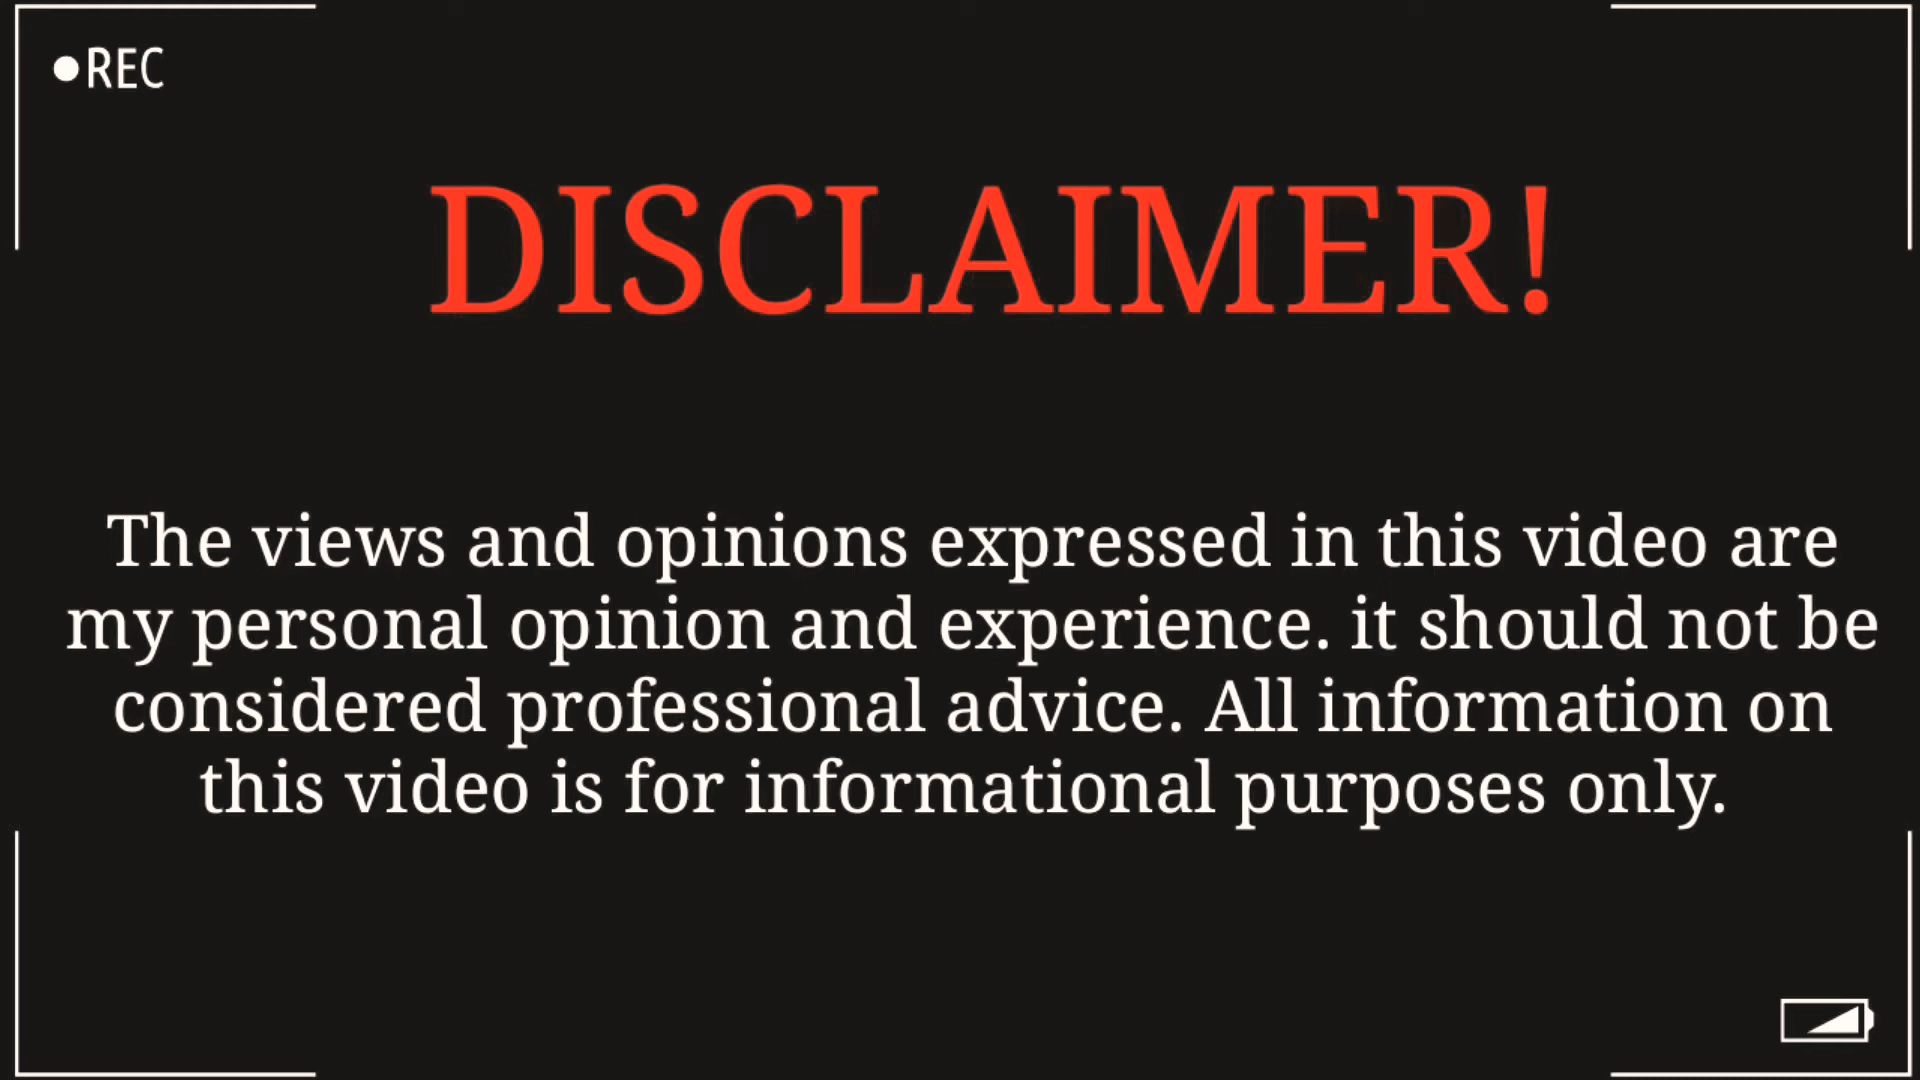 REC
DISCLAIMER!
The views and opinions expressed in this video are
my personal opinion and experience. it should not be
considered professional advice. All information on
this video is for informational purposes only.